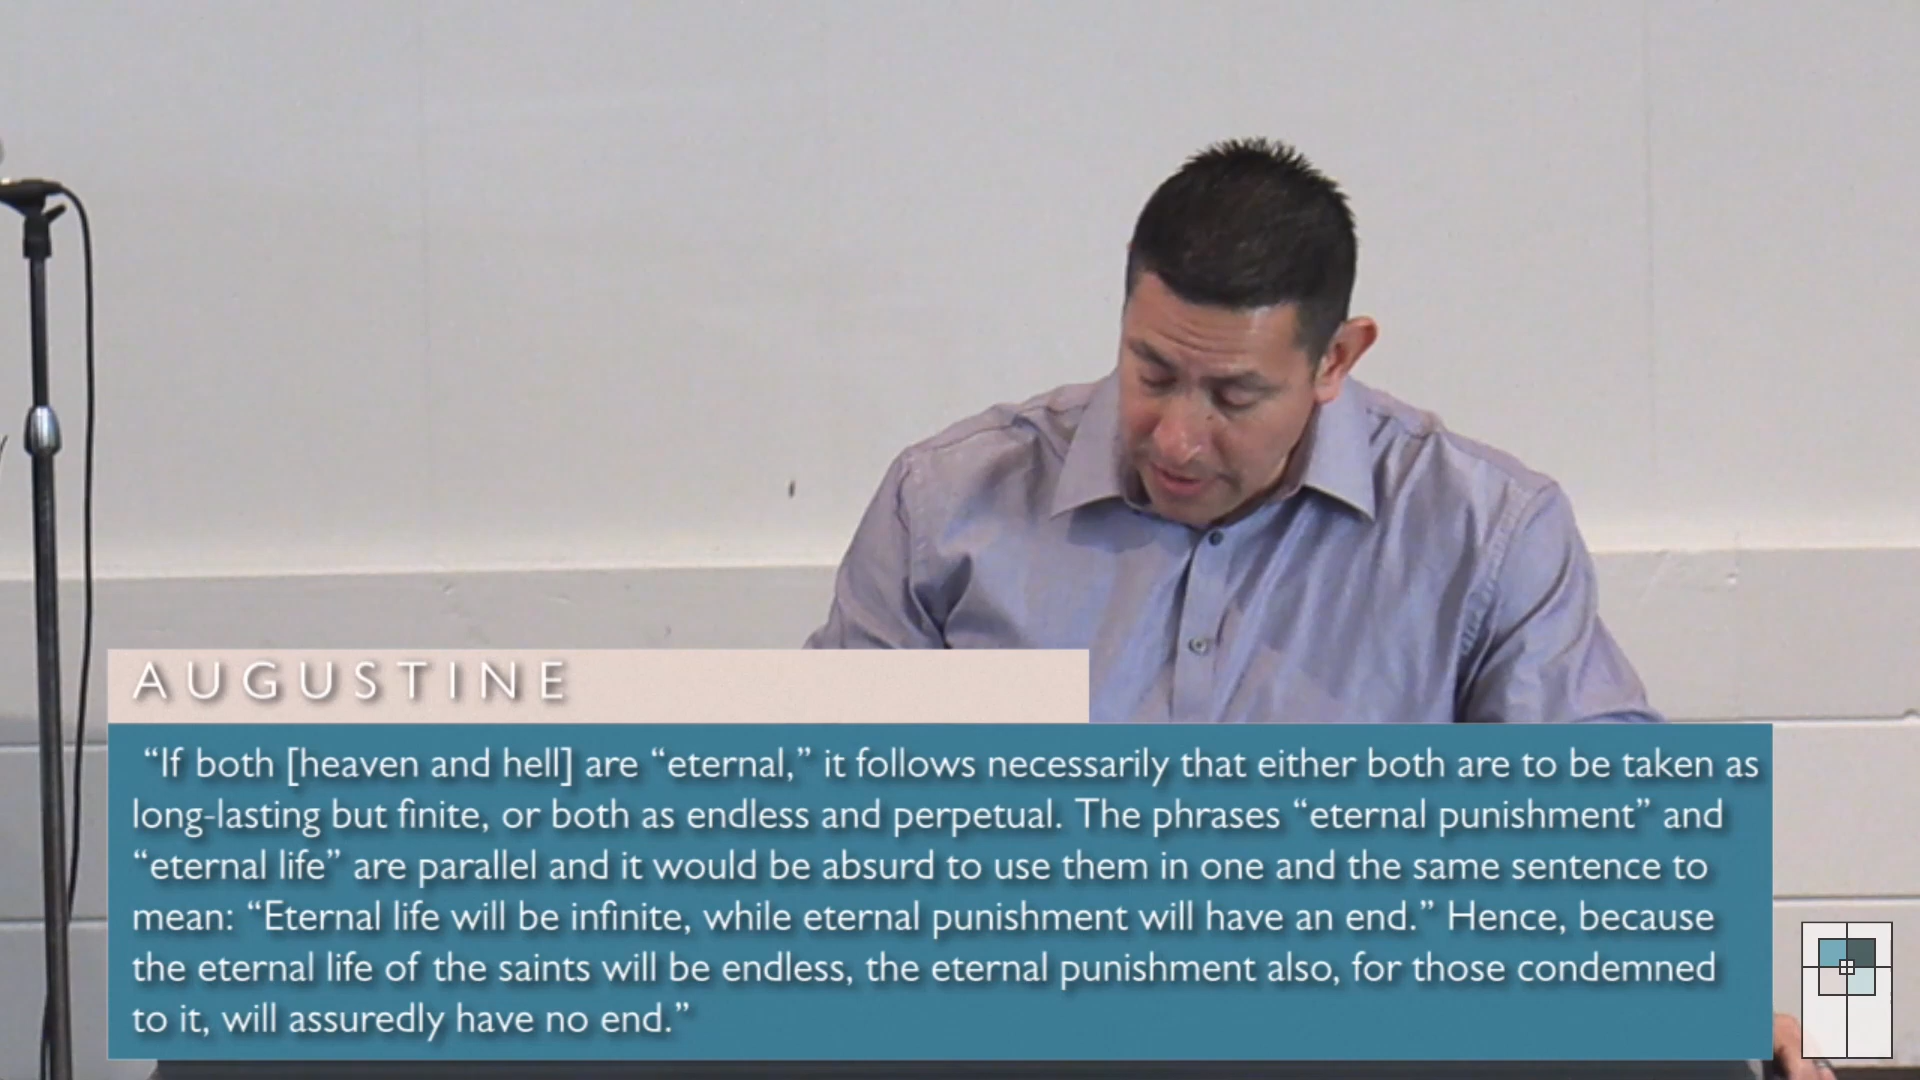 AUGUSTINE
“If both [heaven and hell] are “eternal,” it follows necessarily that either both are to be taken as
long-lasting but finite, or both as endless and perpetual. The phrases “eternal punishment” and
“eternal life” are parallel and it would be absurd to use them in one and the same sentence to
mean: “Eternal life will be infinite, while eternal punishment will have an end.” Hence, because
the eternal life of the saints will be endless, the eternal punishment also, for those condemned
to it, will assuredly have no end.”